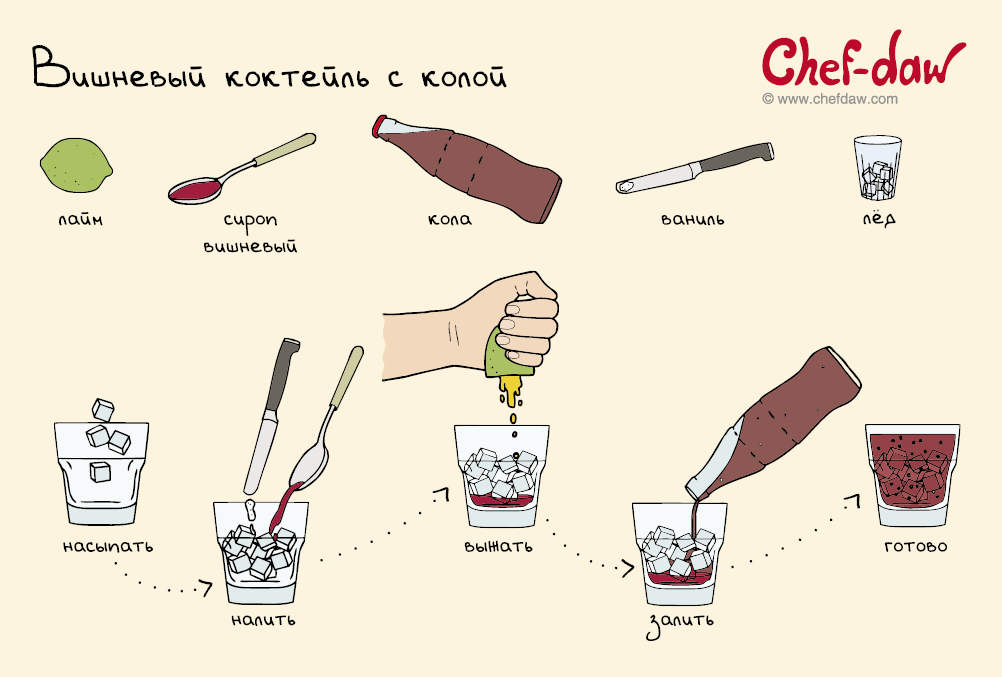 Вишневый коктейль с колой
Chef-daw
© www.chefdaw.com
лайм
сироп
вишневый
кола
ваниль
лёд
насыпать
налить
выжать
залить
готово